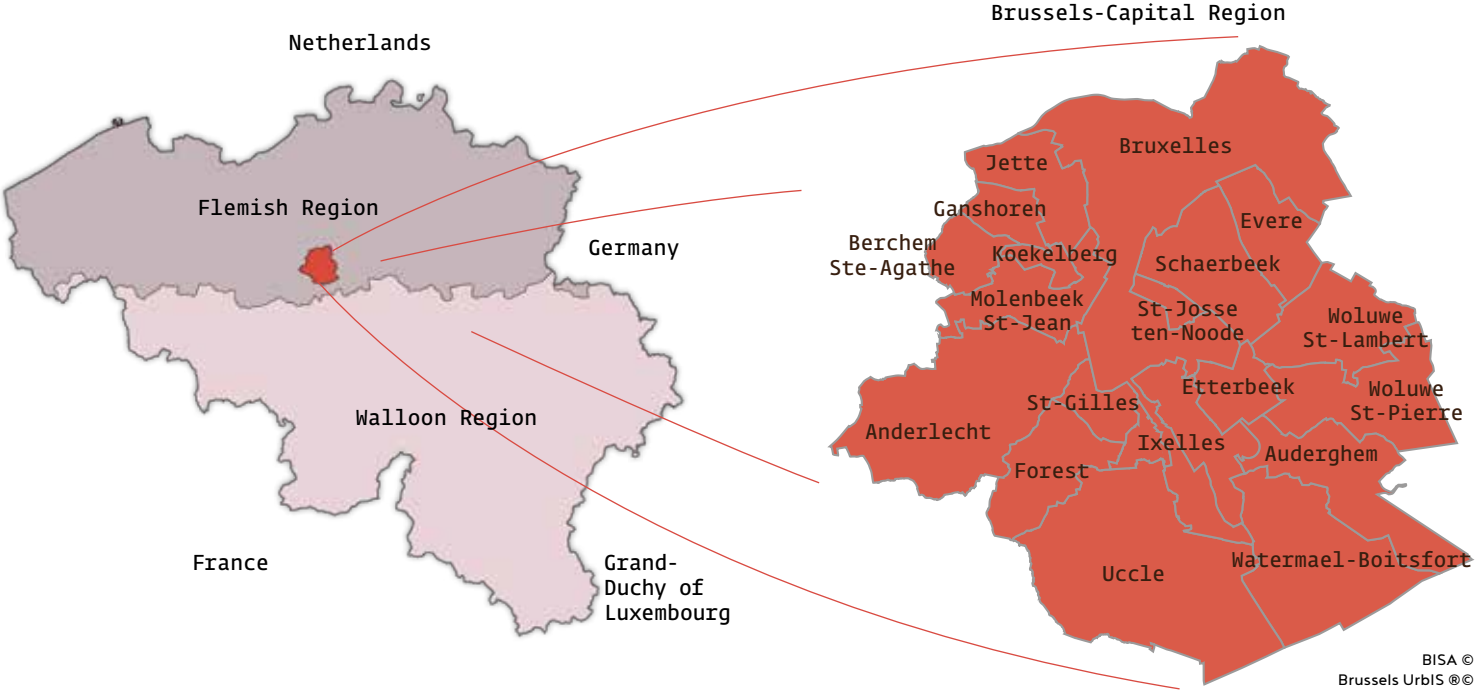 Brussels-Capital Region
Netherlands
Flemish Region
Germany
Walloon Region
France
Grand-
Duchy of
Luxembourg
Bruxelles
Jette
Ganshoren
Evere
Berchem
Ste-Agathe
Koekelberg
Schaerbeek
Molenbeek
St-Jean
St-Josse
ten-Noode
Woluwe
St-Lambert
Etterbeek
Woluwe
St-Pierre
St-Gilles
Anderlecht
Ixelles
Auderghem
Forest
Uccle
Watermael-Boitsfort
BISA ©
Brussels UrbIS ®©